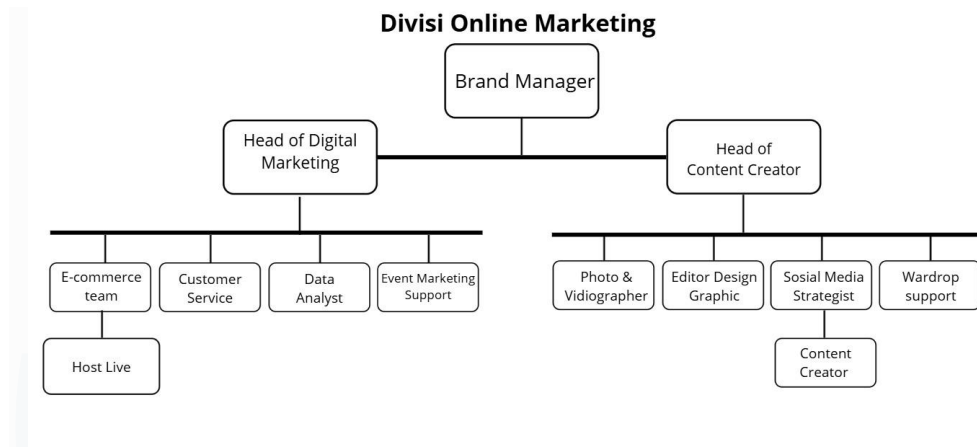 Divisi Online Marketing
Brand Manager
Head of Digital
Marketing
Head of
Content Creator
E-commerce
team
Customer
Service
Data
Analyst
Event Marketing
Support
Photo &
Vidiographer
Editor Design
Graphic
Sosial Media
Strategist
Wardrop
support
Host Live
Content
Creator